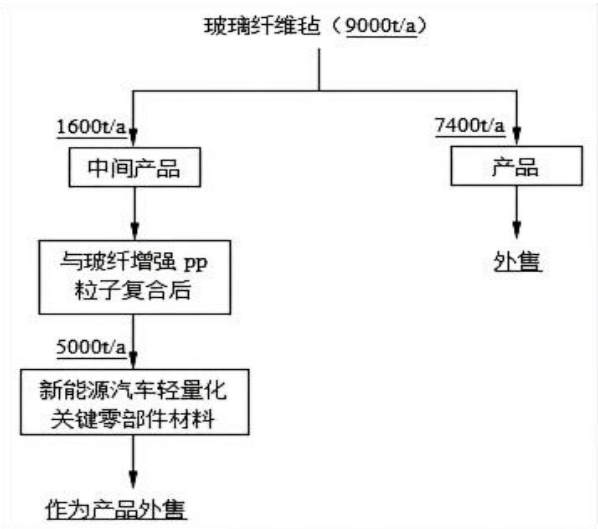 玻璃纤维毡（9000t/a）
1600t/a
7400t/a
中间产品
产品
与玻纤增强 pp
粒子复合后
外售
5000t/a
新能源汽车轻量化
关键零部件材料
作为产品外售